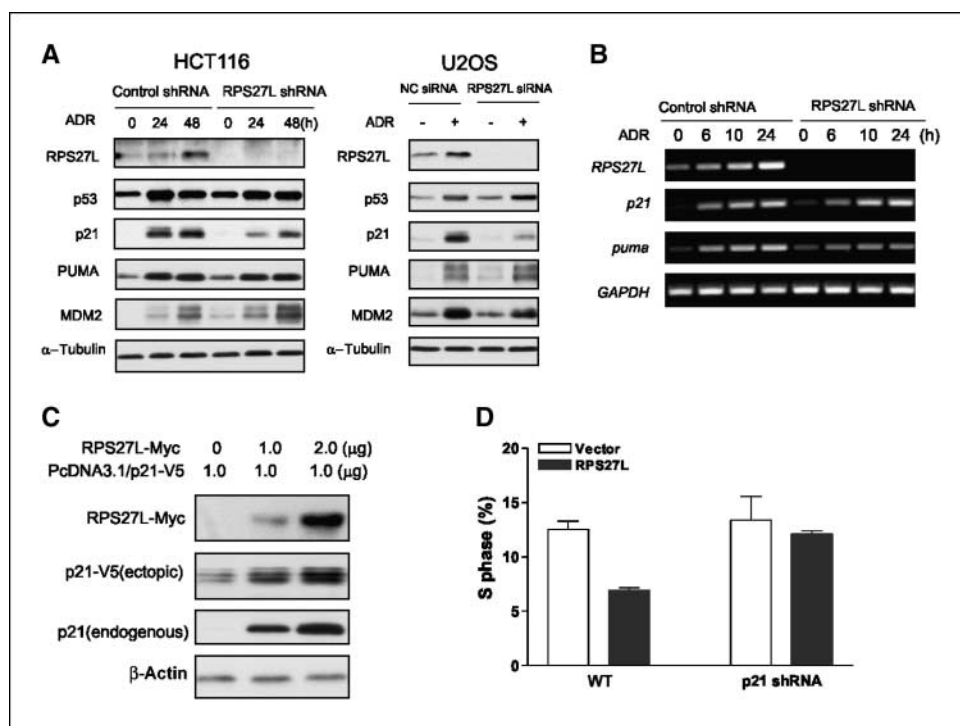 A
HCT116
Control shRNA RPS27L shRNA
ADR 0 24 48 0 24 48(h)
RPS27L
p53
p21
PUMA
MDM2
α-Tubulin
U2OS
NC siRNA RPS27L siRNA
ADR - + - +
RPS27L
p53
p21
PUMA
MDM2
α-Tubulin
B
Control shRNA RPS27L shRNA
ADR 0 6 10 24 0 6 10 24 (h)
RPS27L
p21
puma
GAPDH
C
RPS27L-Myc 0 1.0 2.0 (µg)
PcDNA3.1/p21-V5 1.0 1.0 1.0 (µg)
RPS27L-Myc
p21-V5(ectopic)
p21(endogenous)
β-Actin
D
Vector
RPS27L
S phase (%)
20
15
10
5
0
WT p21 shRNA